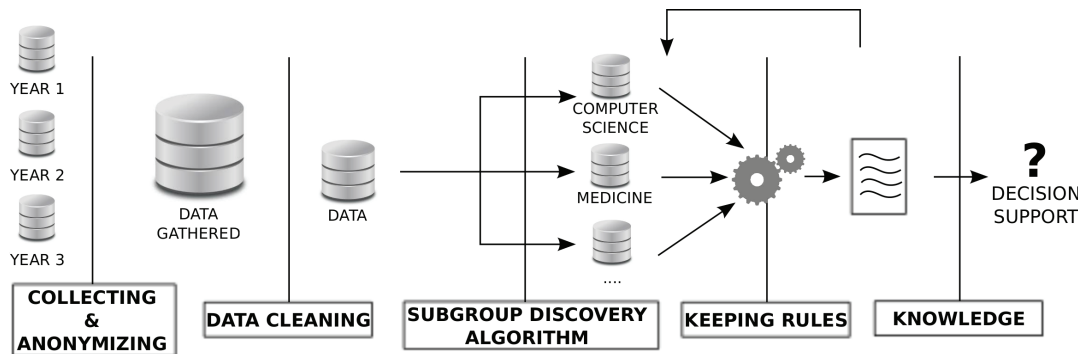 YEAR 1
YEAR 2
YEAR 3
DATA
GATHERED
DATA
COMPUTER
SCIENCE
MEDICINE
....
?
DECISION
SUPPORT
COLLECTING
&
ANONYMIZING
DATA CLEANING
SUBGROUP DISCOVERY
ALGORITHM
KEEPING RULES
KNOWLEDGE